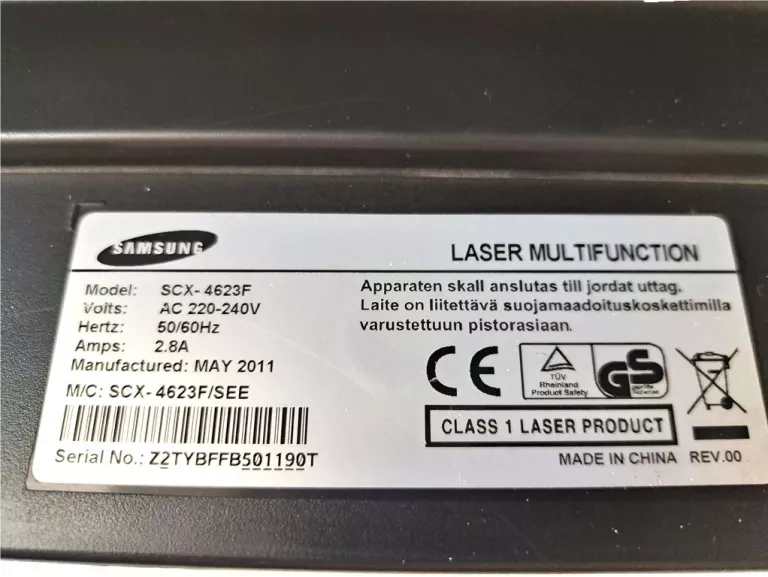 SAMSUNG
LASER MULTIFUNCTION
Model: SCX- 4623F
Volts: AC 220-240V
Hertz: 50/60Hz
Amps: 2.8A
Manufactured: MAY 2011
M/C: SCX- 4623F/SEE
Serial No.: Z2TYBFFB501190T
Apparaten skall anslutas till jordat uttag.
Laite on liitettävä suojamaadoituskoskettimilla
varustettuun pistorasiaan.
CE
TÜV
Rheinland
Product Safety
GS
geprüfte
Sicherheit
CLASS 1 LASER PRODUCT
MADE IN CHINA REV.00